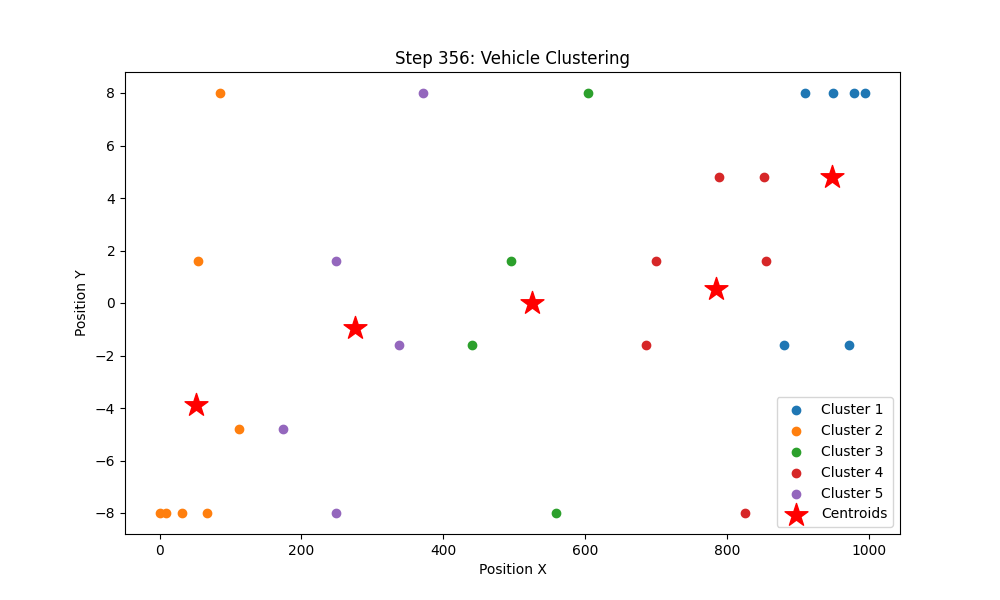 Step 356: Vehicle Clustering
Position Y
8
6
4
2
0
−2
−4
−6
−8
Cluster 1
Cluster 2
Cluster 3
Cluster 4
Cluster 5
Centroids
0 200 400 600 800 1000
Position X